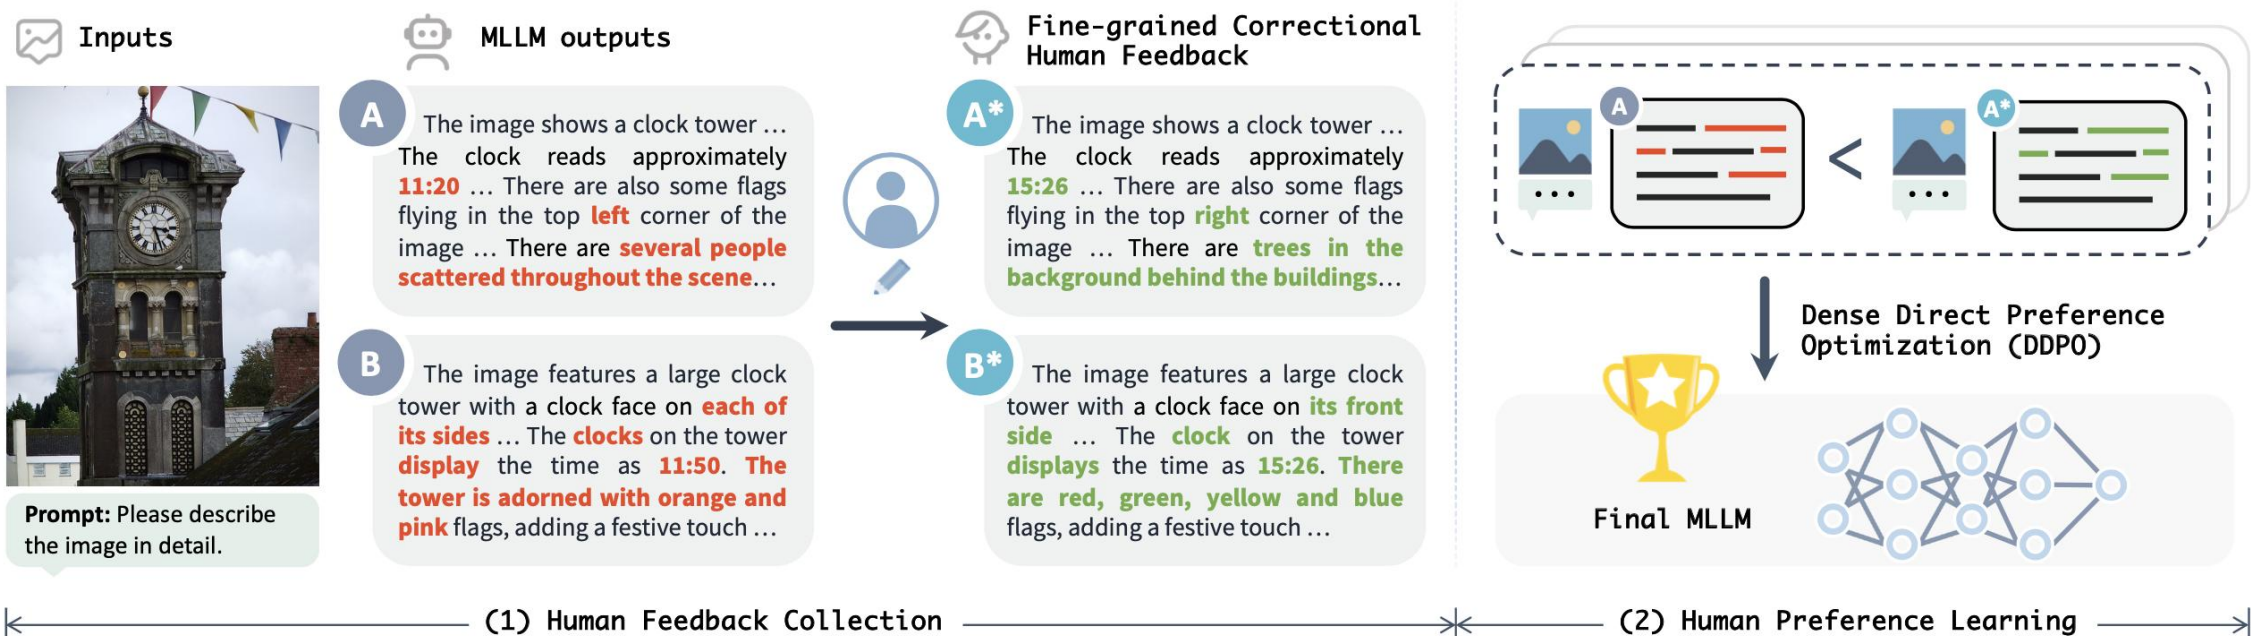 Inputs
MLLM outputs
Fine-grained Correctional
Human Feedback
Prompt: Please describe
the image in detail.
A
The image shows a clock tower ...
The clock reads approximately
11:20 ... There are also some flags
flying in the top left corner of the
image ... There are several people
scattered throughout the scene...
B
The image features a large clock
tower with a clock face on each of
its sides ... The clocks on the tower
display the time as 11:50. The
tower is adorned with orange and
pink flags, adding a festive touch ...
A*
The image shows a clock tower ...
The clock reads approximately
15:26 ... There are also some flags
flying in the top right corner of the
image ... There are trees in the
background behind the buildings...
B*
The image features a large clock
tower with a clock face on its front
side ... The clock on the tower
displays the time as 15:26. There
are red, green, yellow and blue
flags, adding a festive touch ...
A
<
A*
Dense Direct Preference
Optimization (DDPO)
Final MLLM
(1) Human Feedback Collection
(2) Human Preference Learning